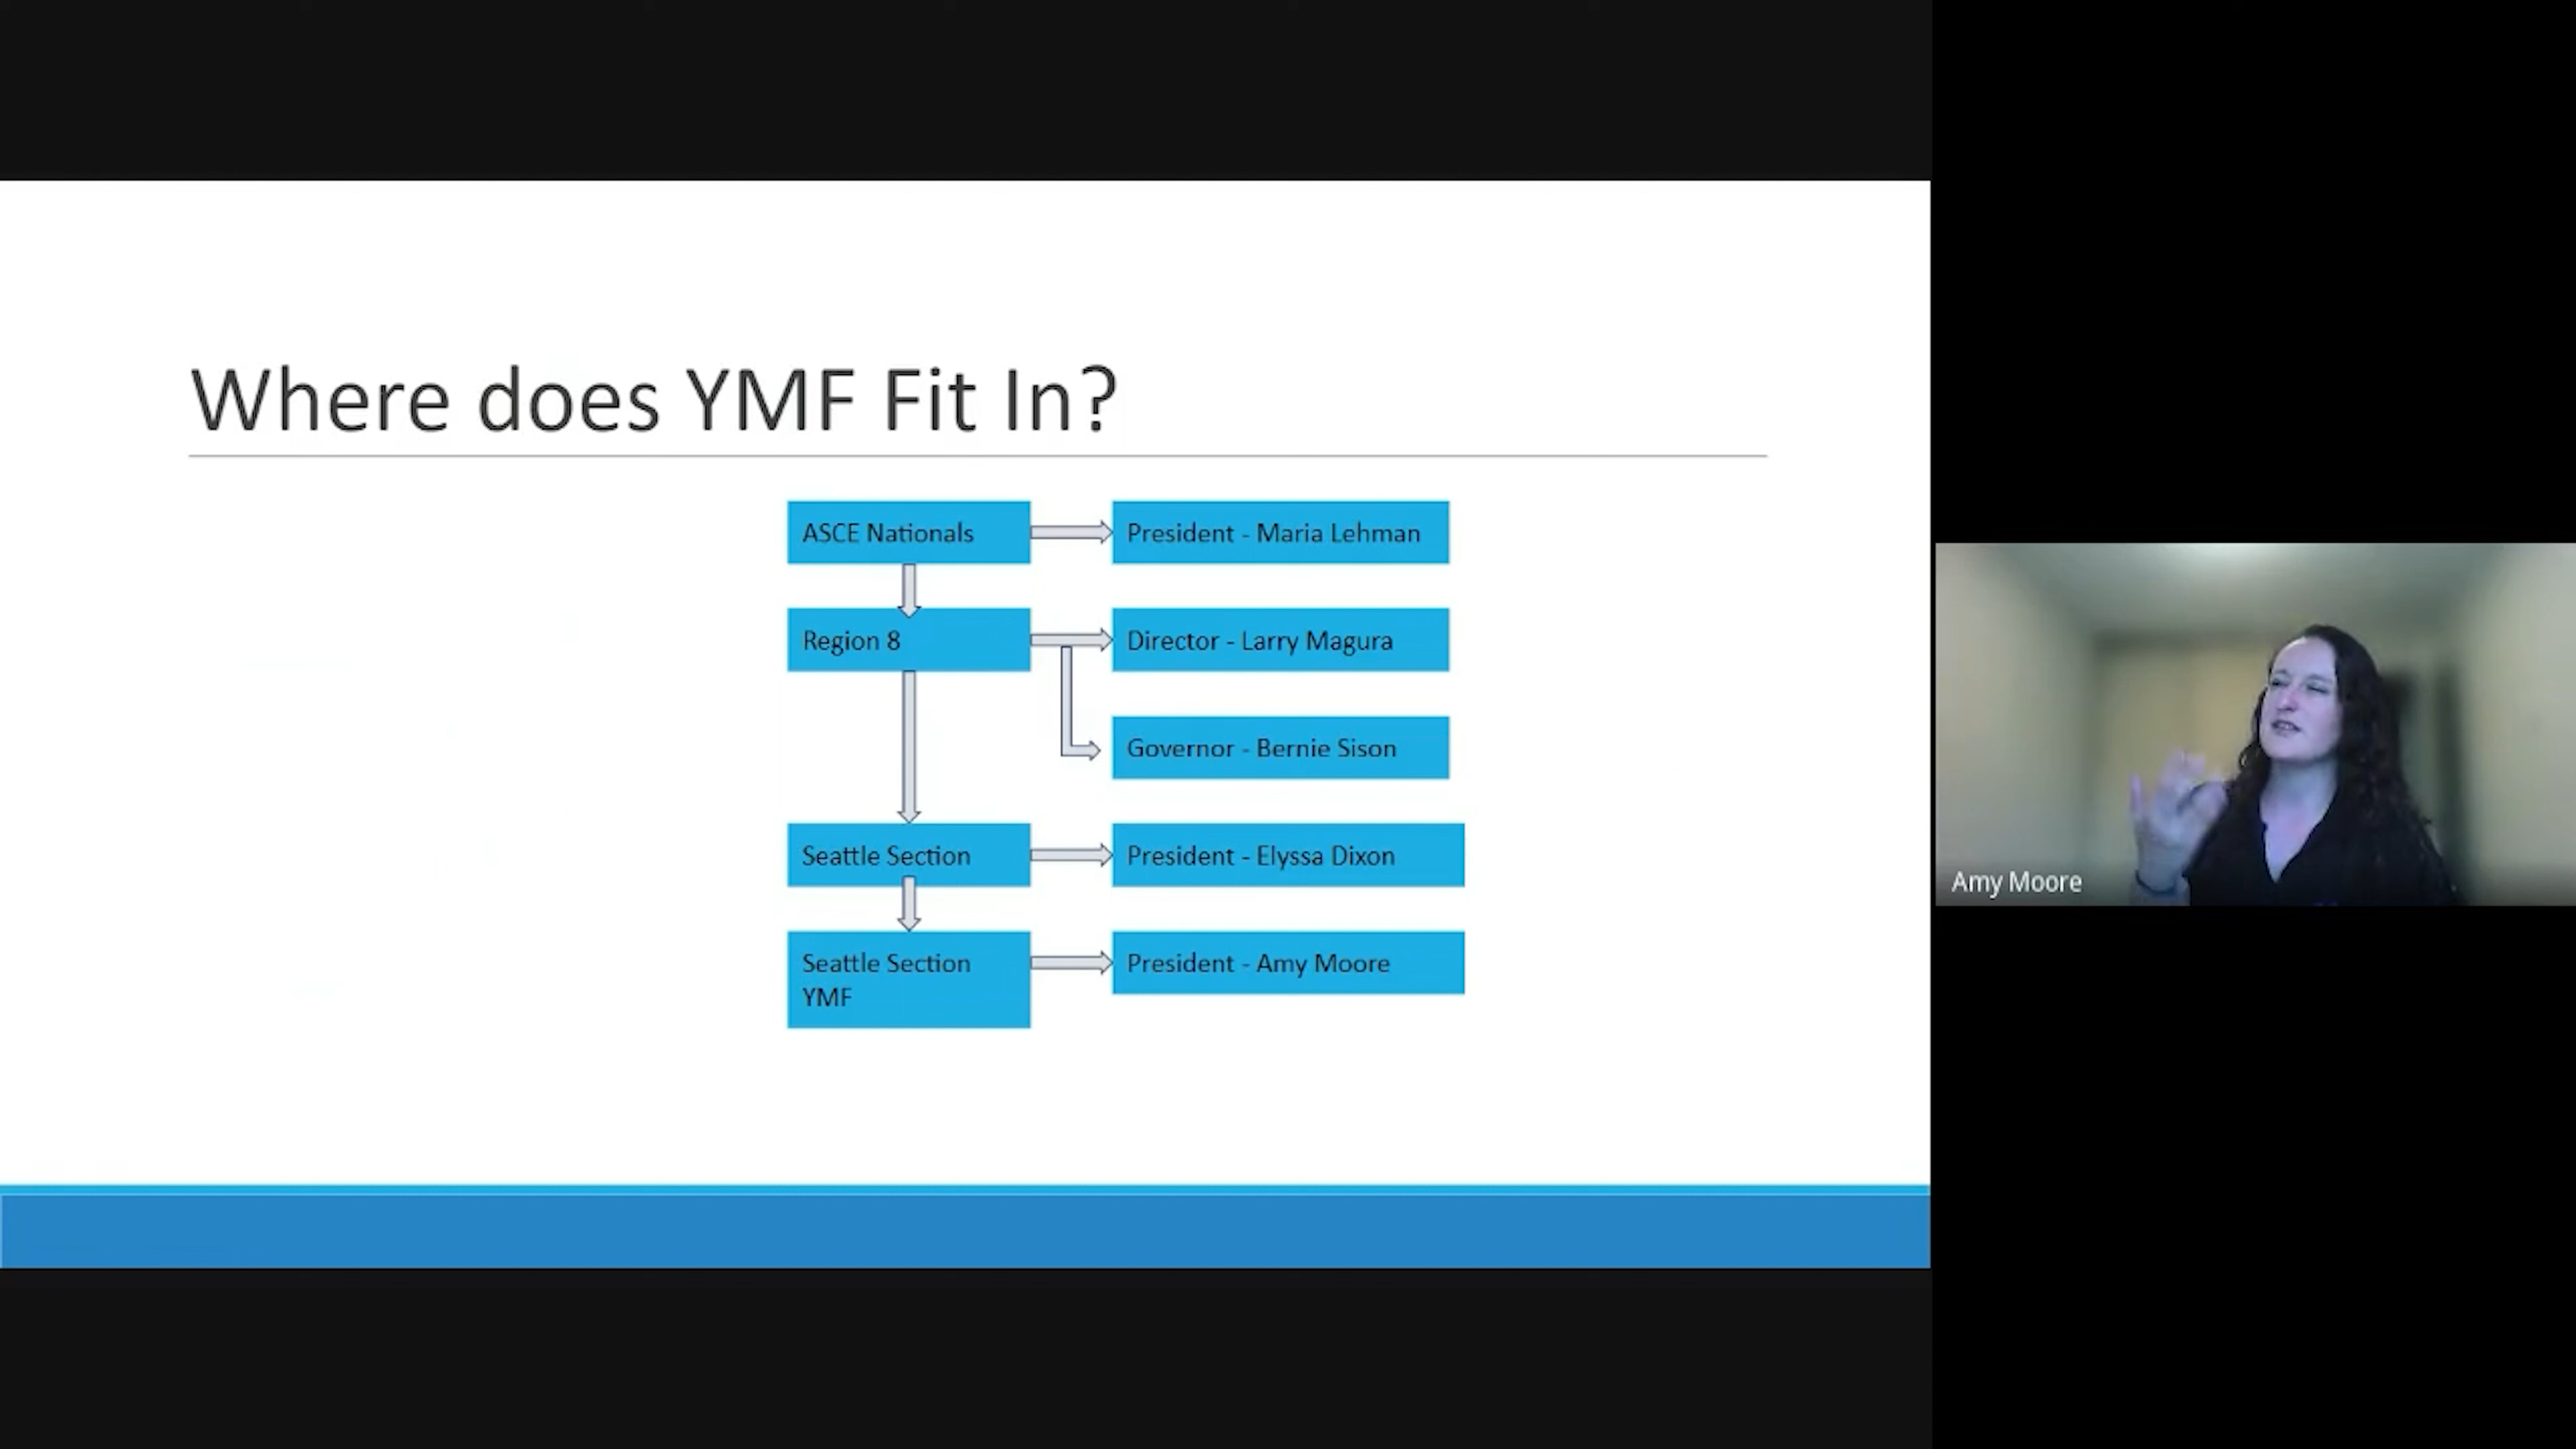 Where does YMF Fit In?
ASCE Nationals
President - Maria Lehman
Region 8
Director - Larry Magura
Governor - Bernie Sison
Seattle Section
President - Elyssa Dixon
Seattle Section
YMF
President - Amy Moore
Amy Moore